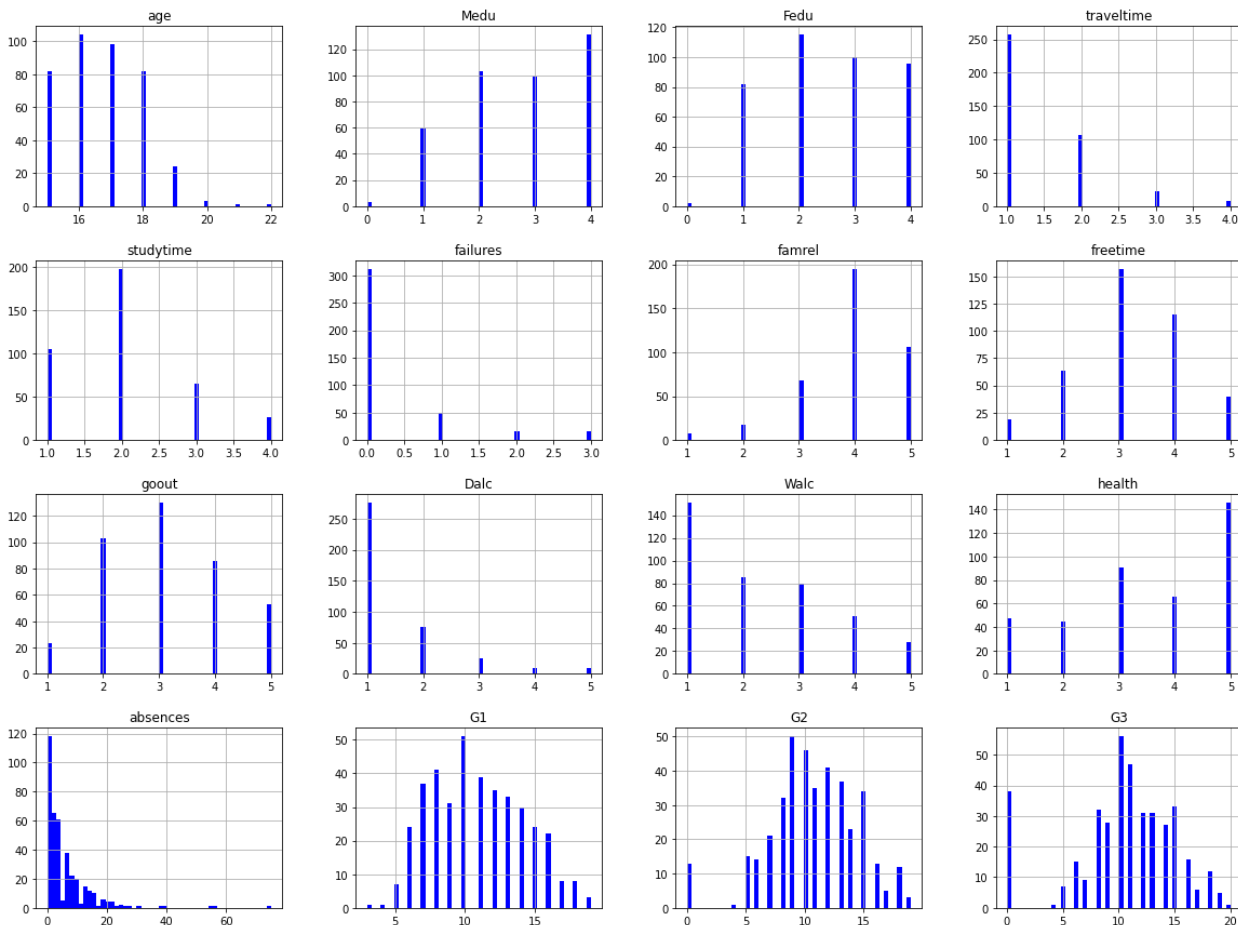 age Medu Fedu traveltime
100 80 60 40 20 0
16 18 20 22
120 100 80 60 40 20 0
0 1 2 3 4
120 100 80 60 40 20 0
0 1 2 3 4
250 200 150 100 50 0
1.0 1.5 2.0 2.5 3.0 3.5 4.0
studytime failures famrel freetime
200 150 100 50 0
1.0 1.5 2.0 2.5 3.0 3.5 4.0
300 250 200 150 100 50 0
0.0 0.5 1.0 1.5 2.0 2.5 3.0
200 150 100 50 0
1 2 3 4 5
150 125 100 75 50 25 0
1 2 3 4 5
goout Dalc Walc health
120 100 80 60 40 20 0
1 2 3 4 5
250 200 150 100 50 0
1 2 3 4 5
140 120 100 80 60 40 20 0
1 2 3 4 5
140 120 100 80 60 40 20 0
1 2 3 4 5
absences G1 G2 G3
120 100 80 60 40 20 0
0 20 40 60
50 40 30 20 10 0
5 10 15
50 40 30 20 10 0
0 5 10 15
50 40 30 20 10 0
0 5 10 15 20